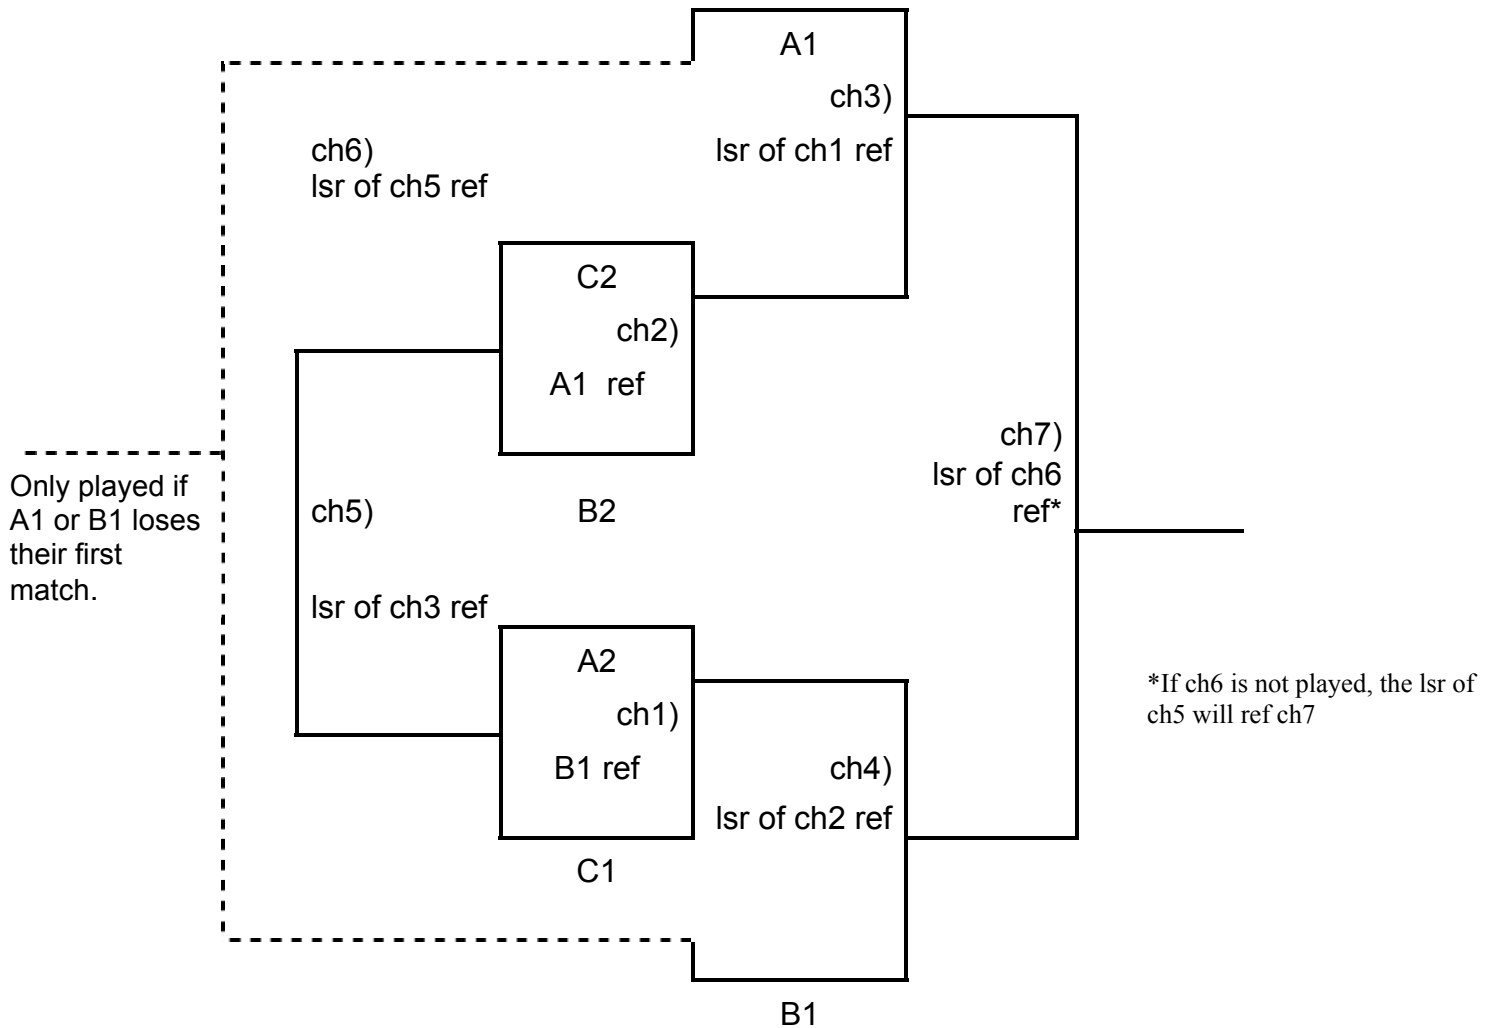 A1
ch3)
lsr of ch1 ref
ch6)
lsr of ch5 ref
C2
ch2)
A1 ref
B2
ch7)
lsr of ch6
ref*
Only played if
A1 or B1 loses
their first
match.
ch5)
lsr of ch3 ref
A2
ch1)
B1 ref
C1
ch4)
lsr of ch2 ref
B1
*If ch6 is not played, the lsr of
ch5 will ref ch7